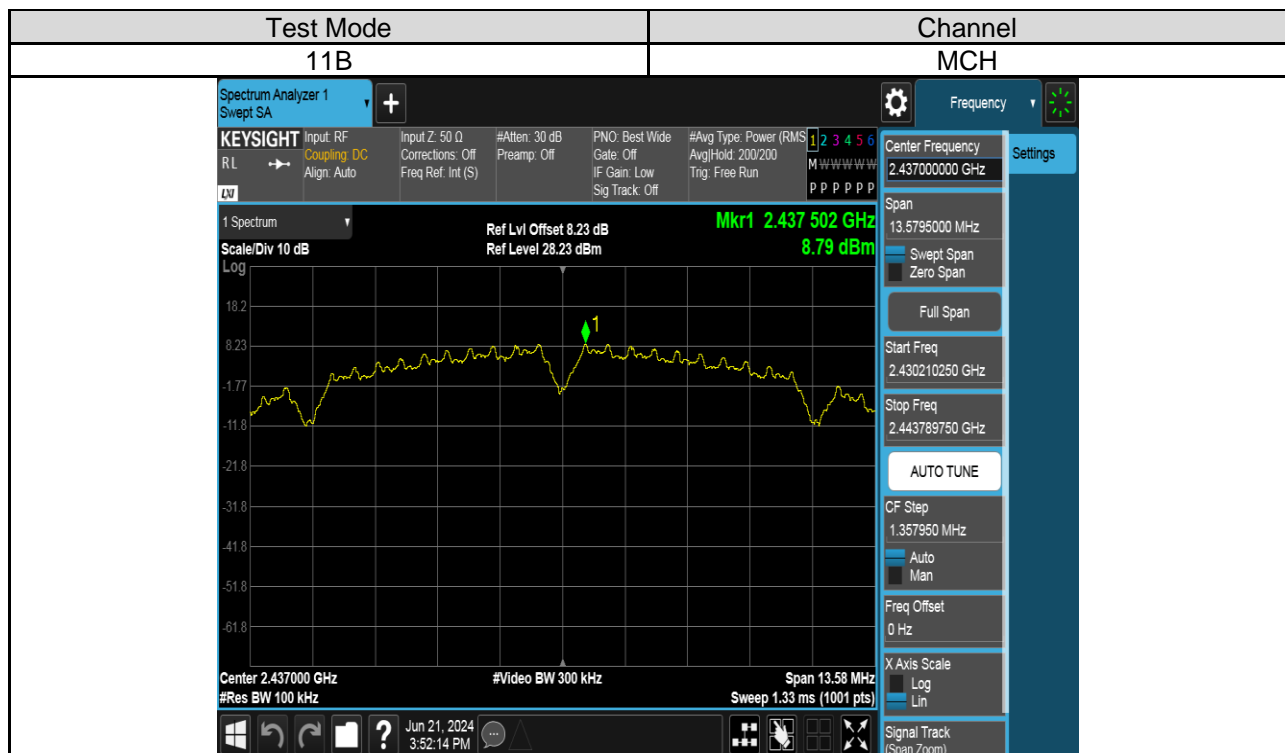 Test Mode Channel
11B MCH
Spectrum Analyzer 1
Swept SA
Frequency
KEYSIGHT
R L
LXI
Input: RF
Coupling: DC
Align: Auto
Input Z: 50 Ω
Corrections: Off
Freq Ref: Int (S)
#Atten: 30 dB
Preamp: Off
PNO: Best Wide
Gate: Off
IF Gain: Low
Sig Track: Off
#Avg Type: Power (RMS
Avg|Hold: 200/200
Trig: Free Run
1 2 3 4 5 6
M W W W W W
P P P P P P
1 Spectrum
Scale/Div 10 dB
Log
Ref Lvl Offset 8.23 dB
Ref Level 28.23 dBm
Mkr1 2.437 502 GHz
8.79 dBm
1
18.2
8.23
-1.77
-11.8
-21.8
-31.8
-41.8
-51.8
-61.8
Center 2.437000 GHz
#Res BW 100 kHz
#Video BW 300 kHz
Span 13.58 MHz
Sweep 1.33 ms (1001 pts)
Center Frequency
2.437000000 GHz
Settings
Span
13.5795000 MHz
Swept Span
Zero Span
Full Span
Start Freq
2.430210250 GHz
Stop Freq
2.443789750 GHz
AUTO TUNE
CF Step
1.357950 MHz
Auto
Man
Freq Offset
0 Hz
X Axis Scale
Log
Lin
Signal Track
(Span Zoom)
?
Jun 21, 2024
3:52:14 PM